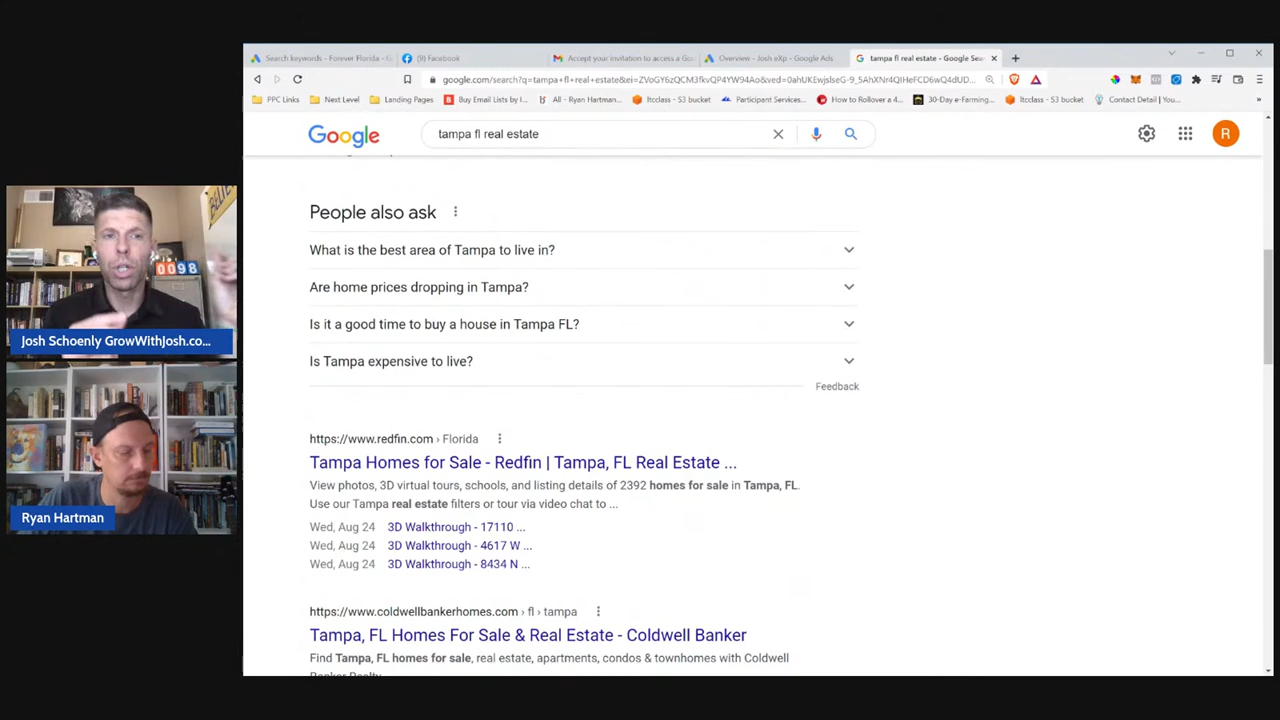 Search keywords - Forever Florida - G
(9) Facebook
Accept your invitation to access a Goo
Overview - Josh eXp - Google Ads
tampa fl real estate - Google Sea
google.com/search?q=tampa+fl+real+estate&ei=ZVoGY6zQCM3fkvQP4YW94Ao&ved=0ahUKEwjslseG-9_5AhXNr4QIHeFCD6wQ4dUD...
PPC Links
Next Level
Landing Pages
Buy Email Lists by i...
All - Ryan Hartman...
ltcclass - S3 bucket
Participant Services...
How to Rollover a 4...
30-Day e-Farming...
ltcclass - S3 bucket
Contact Detail | You...
Google
tampa fl real estate
R
People also ask
What is the best area of Tampa to live in?
Are home prices dropping in Tampa?
Is it a good time to buy a house in Tampa FL?
Is Tampa expensive to live?
Feedback
https://www.redfin.com › Florida
Tampa Homes for Sale - Redfin | Tampa, FL Real Estate ...
View photos, 3D virtual tours, schools, and listing details of 2392 homes for sale in Tampa, FL.
Use our Tampa real estate filters or tour via video chat to ...
Wed, Aug 24 3D Walkthrough - 17110 ...
Wed, Aug 24 3D Walkthrough - 4617 W ...
Wed, Aug 24 3D Walkthrough - 8434 N ...
https://www.coldwellbankerhomes.com › fl › tampa
Tampa, FL Homes For Sale & Real Estate - Coldwell Banker
Find Tampa, FL homes for sale, real estate, apartments, condos & townhomes with Coldwell
0098
Josh Schoenly GrowWithJosh.co...
Ryan Hartman